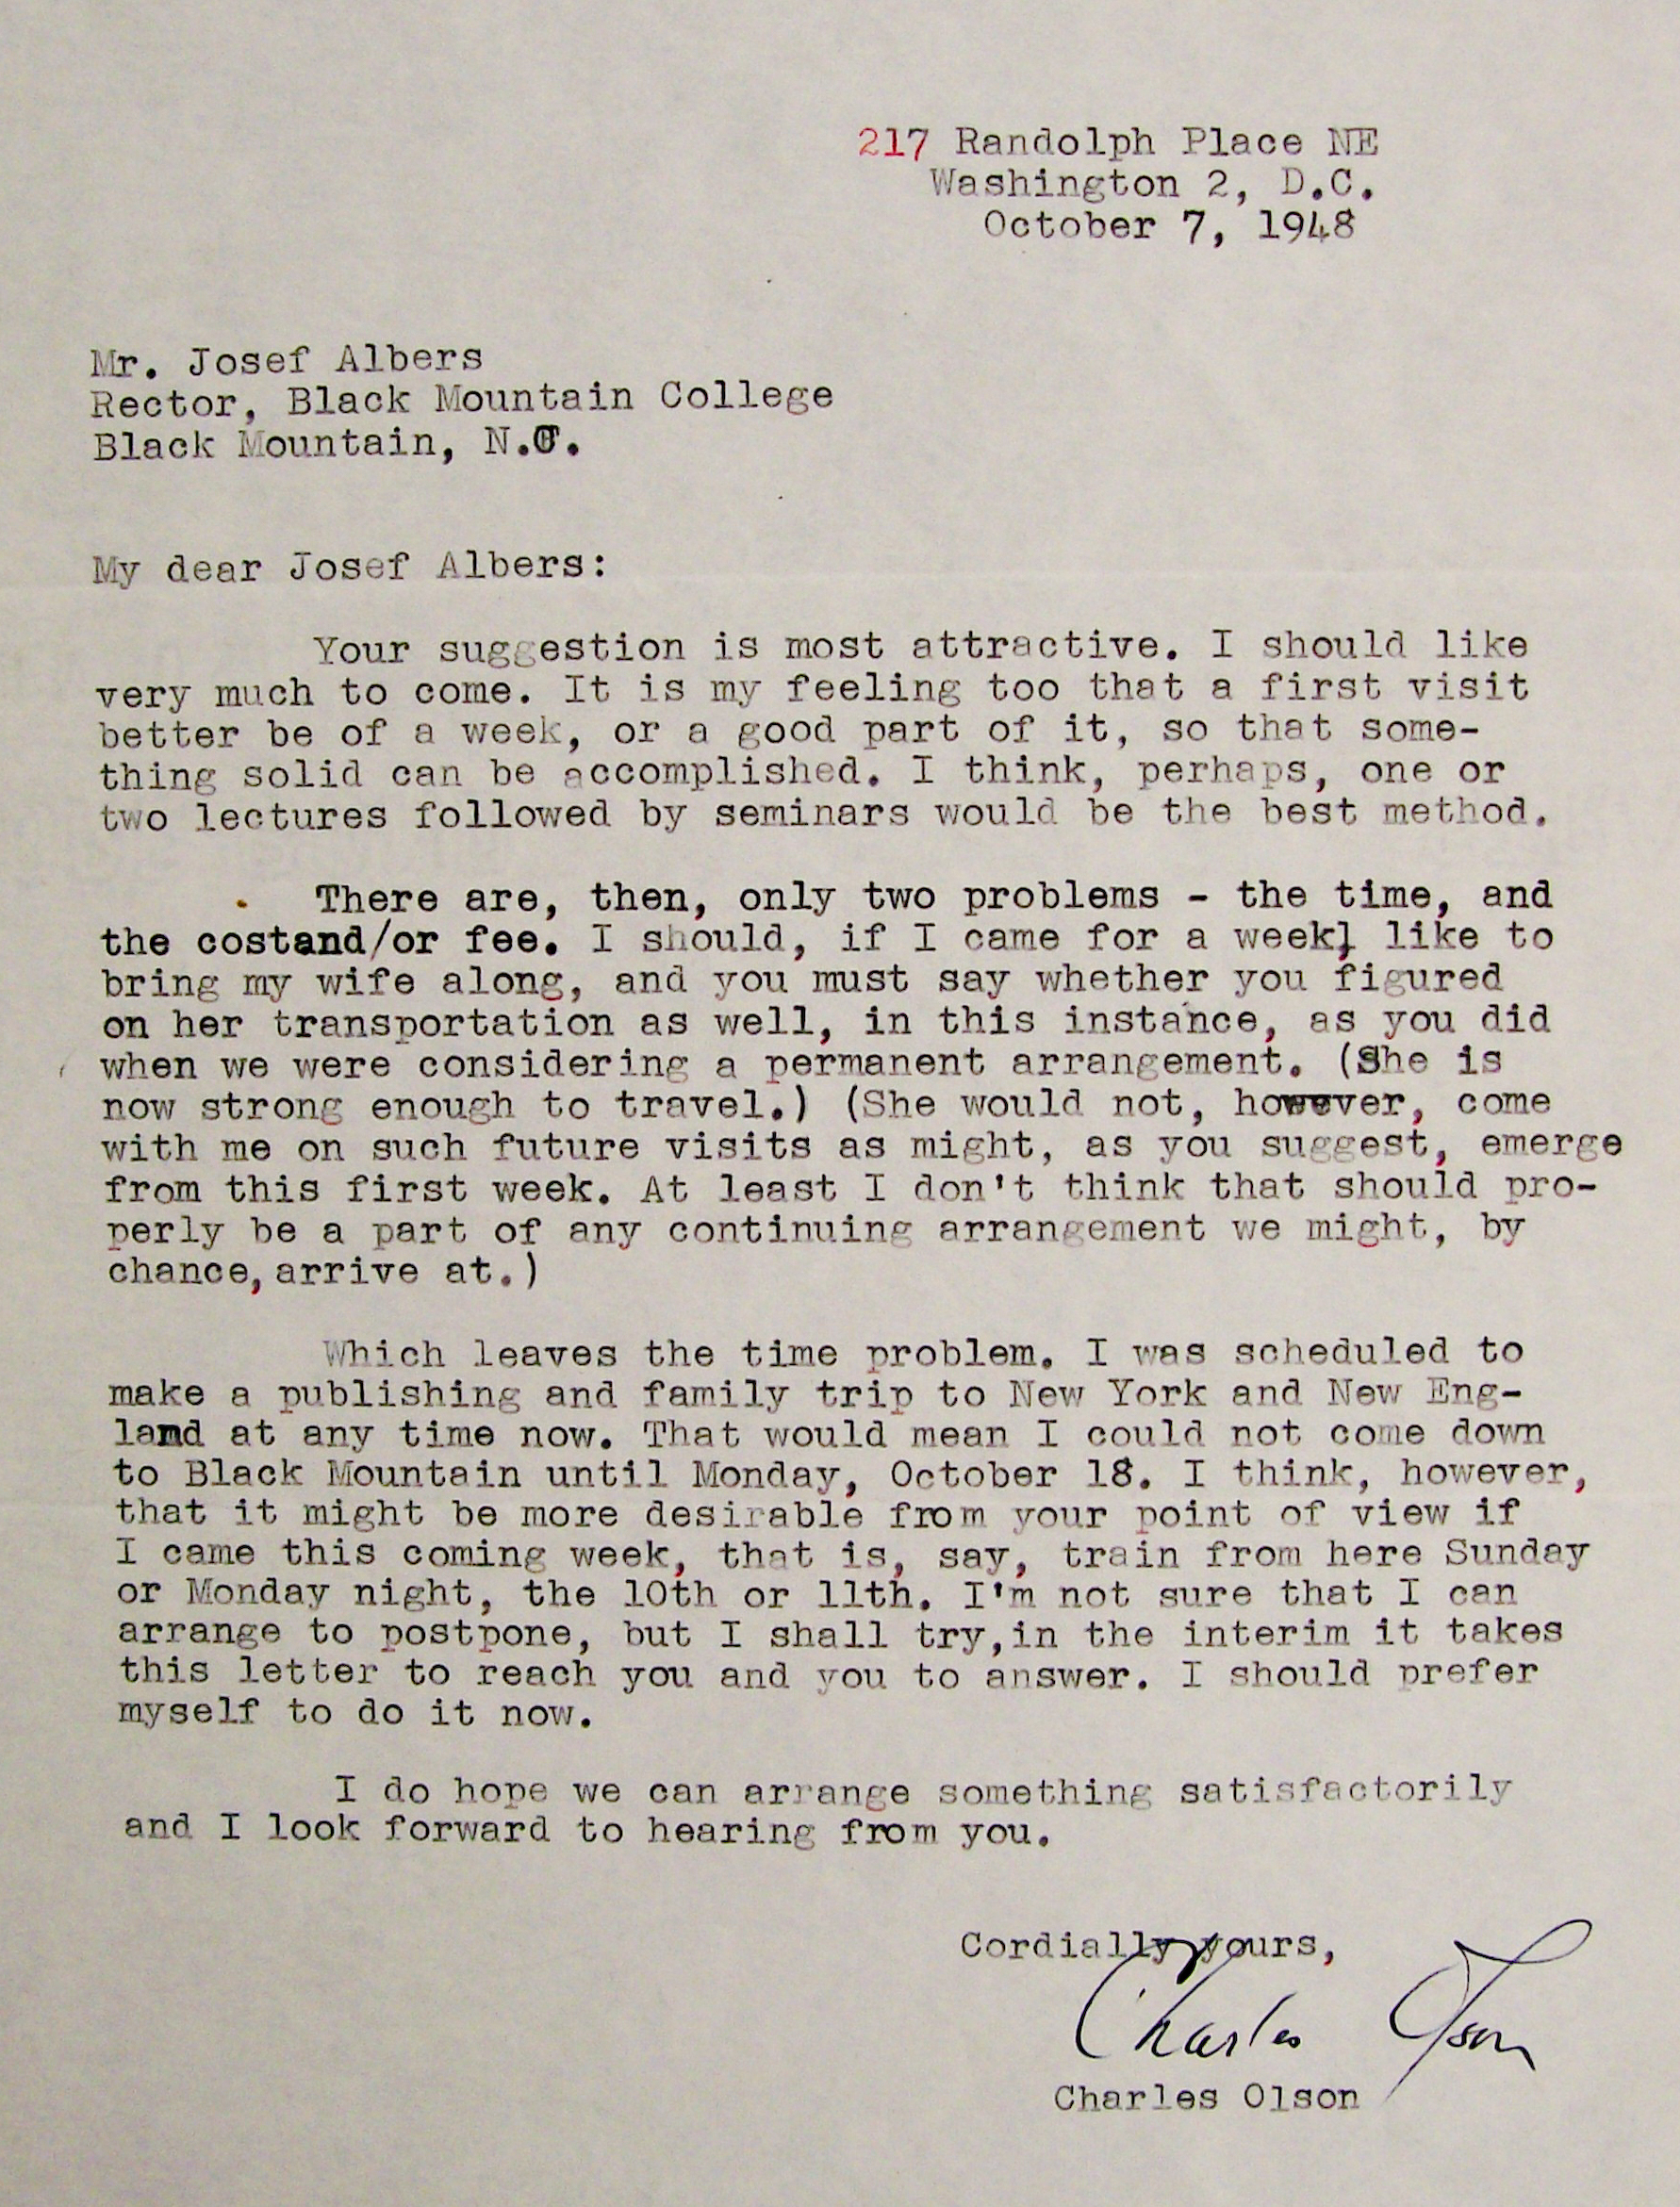 217 Randolph Place NE
Washington 2, D.C.
October 7, 1948
Mr. Josef Albers
Rector, Black Mountain College
Black Mountain, N.C.
My dear Josef Albers:
Your suggestion is most attractive. I should like
very much to come. It is my feeling too that a first visit
better be of a week, or a good part of it, so that some-
thing solid can be accomplished. I think, perhaps, one or
two lectures followed by seminars would be the best method.
There are, then, only two problems - the time, and
the costand/or fee. I should, if I came for a week, like to
bring my wife along, and you must say whether you figured
on her transportation as well, in this instance, as you did
when we were considering a permanent arrangement. (She is
now strong enough to travel.) (She would not, however, come
with me on such future visits as might, as you suggest, emerge
from this first week. At least I don't think that should pro-
perly be a part of any continuing arrangement we might, by
chance, arrive at.)
Which leaves the time problem. I was scheduled to
make a publishing and family trip to New York and New Eng-
land at any time now. That would mean I could not come down
to Black Mountain until Monday, October 18. I think, however,
that it might be more desirable from your point of view if
I came this coming week, that is, say, train from here Sunday
or Monday night, the 10th or 11th. I'm not sure that I can
arrange to postpone, but I shall try,in the interim it takes
this letter to reach you and you to answer. I should prefer
myself to do it now.
I do hope we can arrange something satisfactorily
and I look forward to hearing from you.
Cordially yours,
Charles Olson
Charles Olson